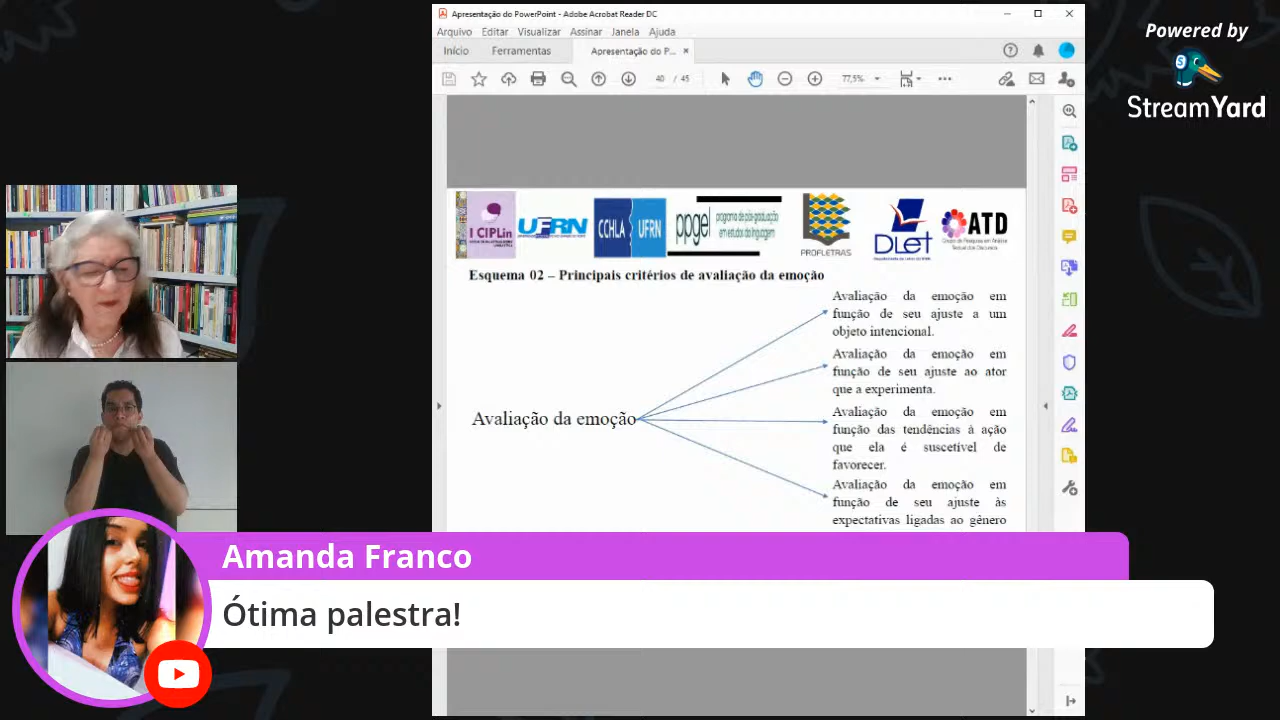 Apresentação do PowerPoint - Adobe Acrobat Reader DC
Arquivo Editar Visualizar Assinar Janela Ajuda
Início Ferramentas Apresentação do P... ×
40 / 45 77,5%
Powered by
StreamYard
I CIPLin
UFRN
CCHLA UFRN
ppgel programa de pós-graduação
em estudos da linguagem
PROFLETRAS
DLet
ATD
Esquema 02 – Principais critérios de avaliação da emoção
Avaliação da emoção
Avaliação da emoção em
função de seu ajuste a um
objeto intencional.
Avaliação da emoção em
função de seu ajuste ao ator
que a experimenta.
Avaliação da emoção em
função das tendências à ação
que ela é suscetível de
favorecer.
Avaliação da emoção em
função de seu ajuste às
expectativas ligadas ao gênero
Amanda Franco
Ótima palestra!